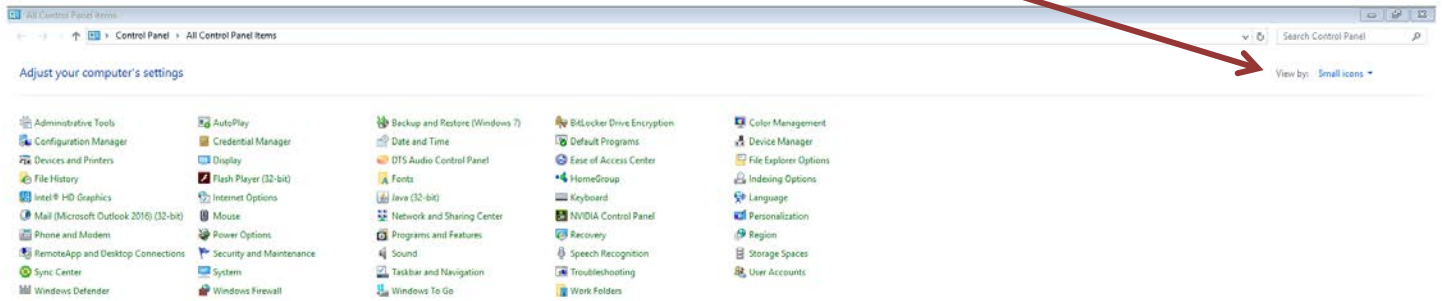 All Control Panel Items
Control Panel › All Control Panel Items
Search Control Panel
Adjust your computer's settings
View by: Small icons
Administrative Tools AutoPlay Backup and Restore (Windows 7) BitLocker Drive Encryption Color Management
Configuration Manager Credential Manager Date and Time Default Programs Device Manager
Devices and Printers Display DTS Audio Control Panel Ease of Access Center File Explorer Options
File History Flash Player (32-bit) Fonts HomeGroup Indexing Options
Intel® HD Graphics Internet Options Java (32-bit) Keyboard Language
Mail (Microsoft Outlook 2016) (32-bit) Mouse Network and Sharing Center NVIDIA Control Panel Personalization
Phone and Modem Power Options Programs and Features Recovery Region
RemoteApp and Desktop Connections Security and Maintenance Sound Speech Recognition Storage Spaces
Sync Center System Taskbar and Navigation Troubleshooting User Accounts
Windows Defender Windows Firewall Windows To Go Work Folders